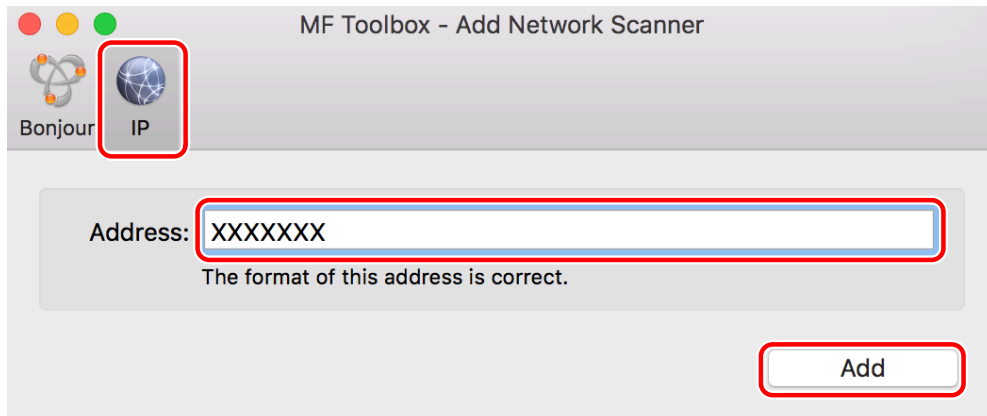 MF Toolbox - Add Network Scanner
Bonjour IP
Address: XXXXXXX
The format of this address is correct.
Add